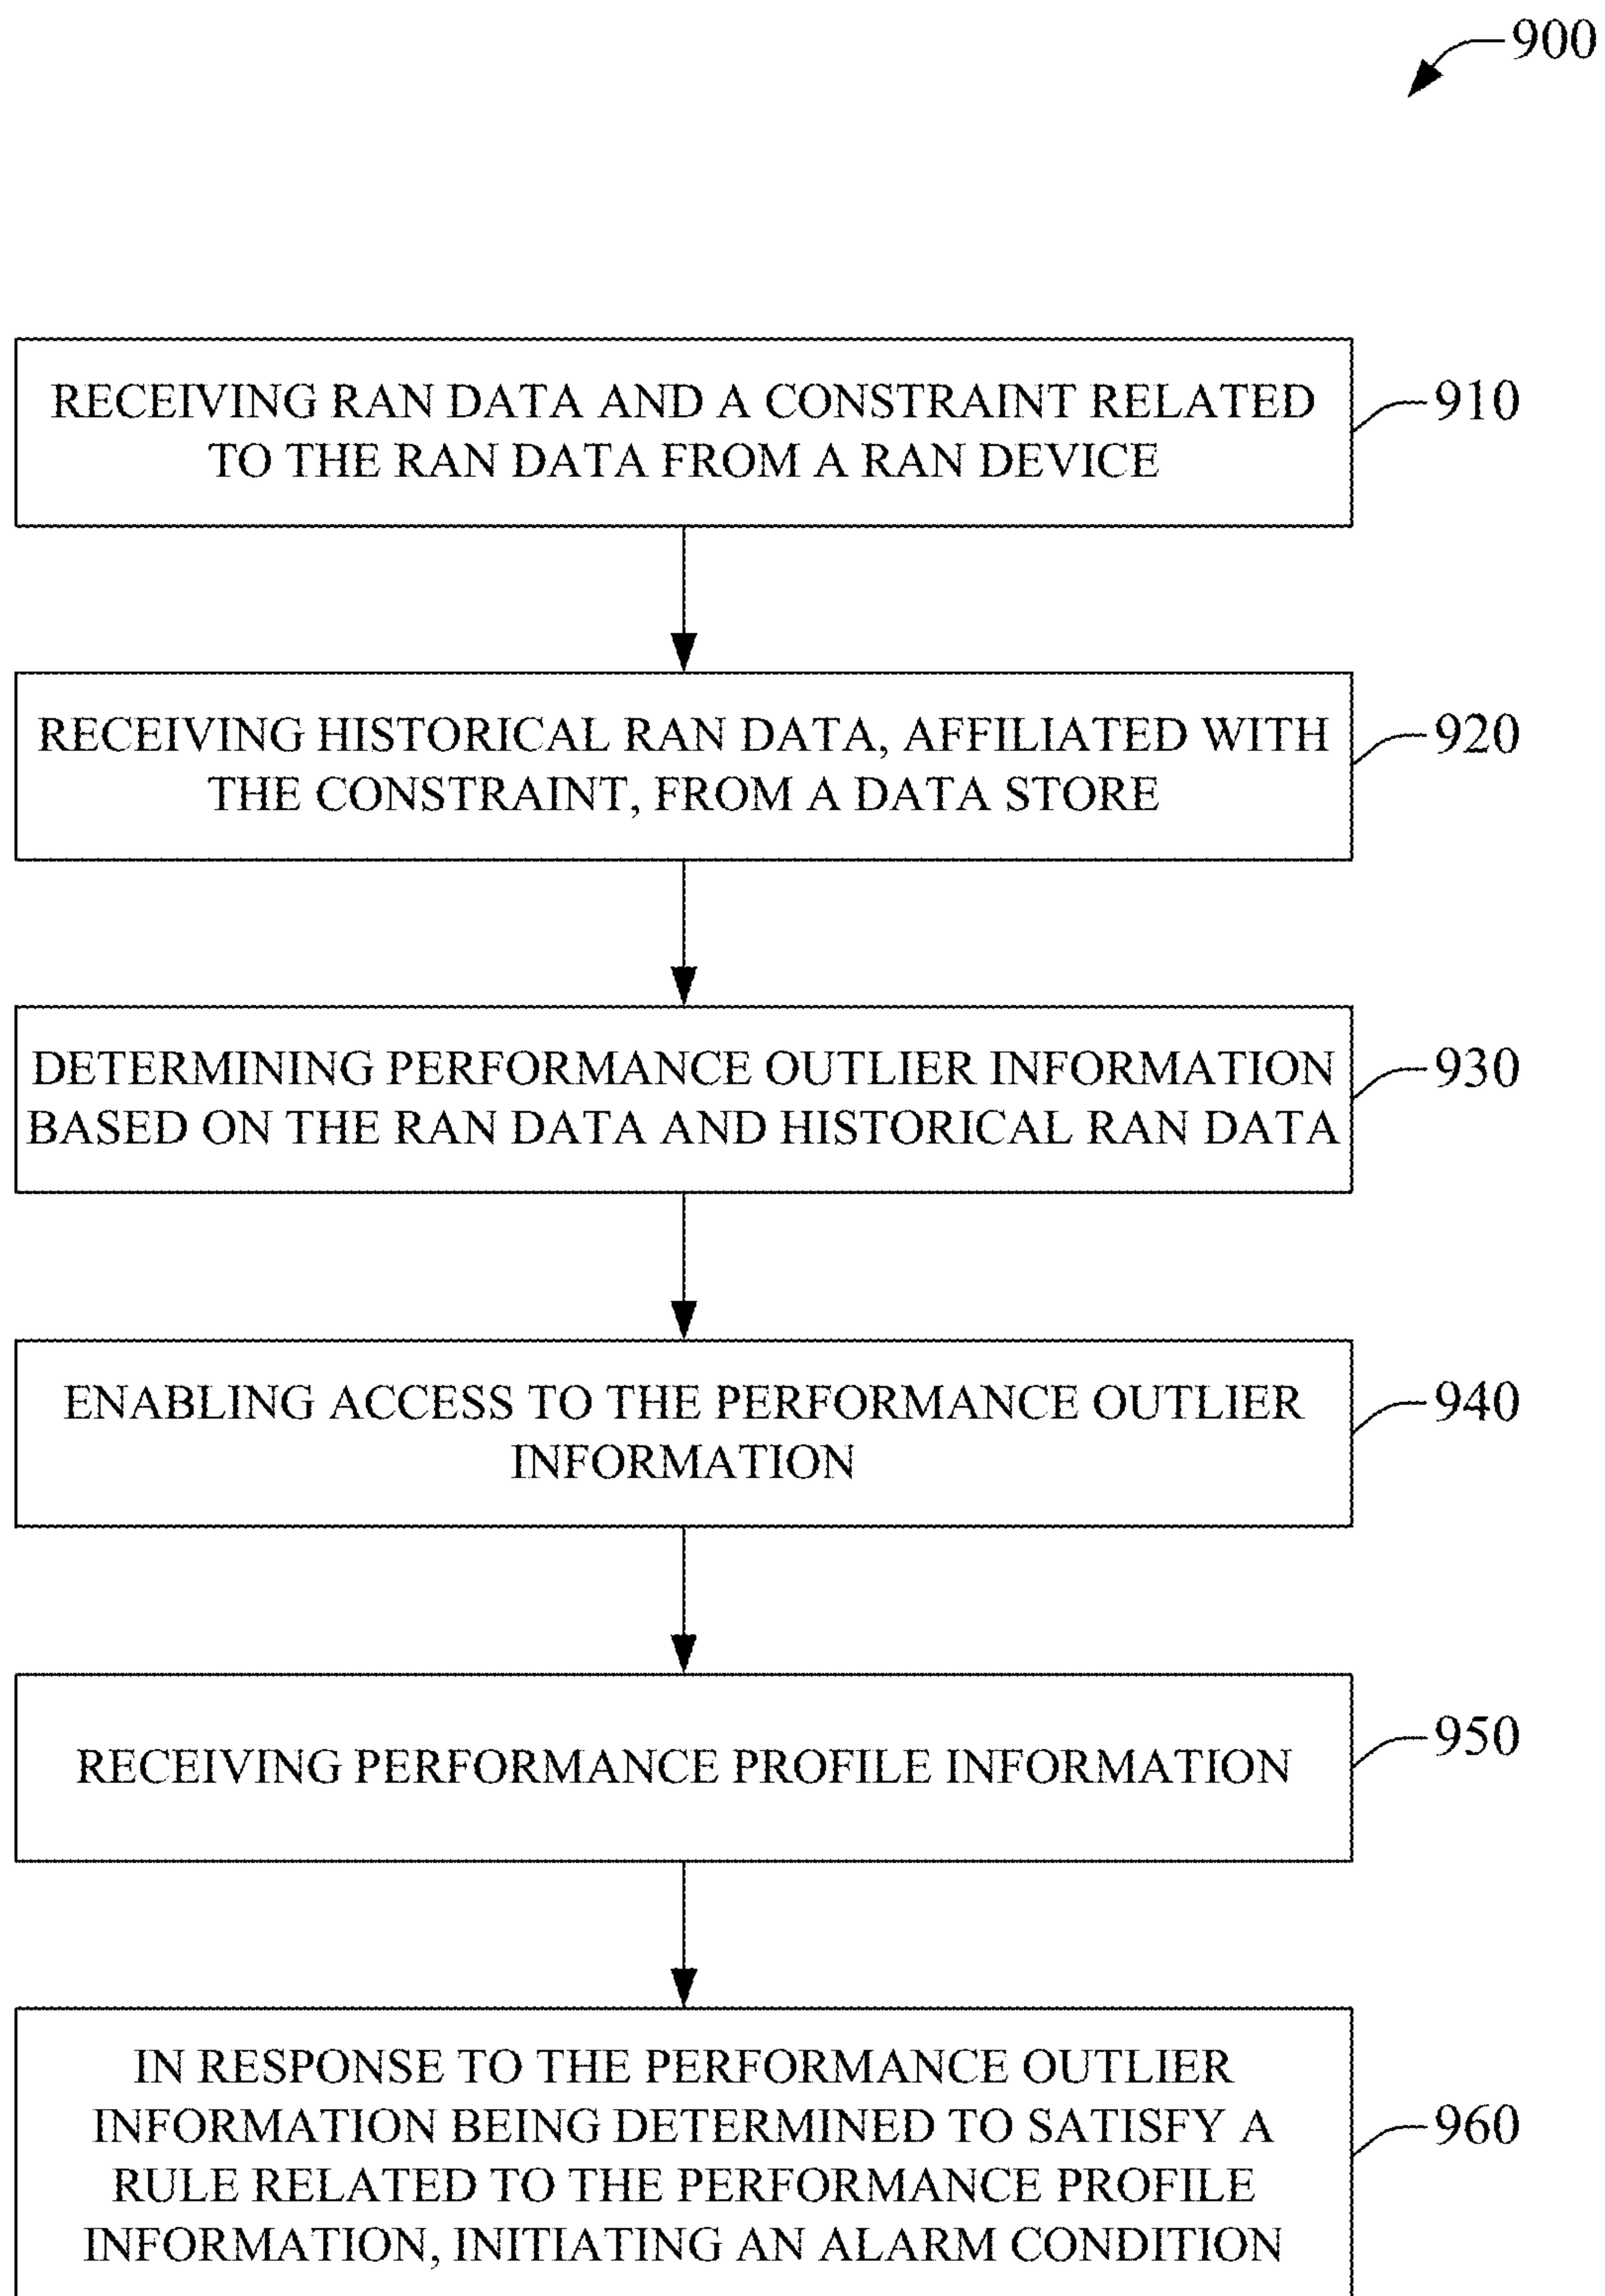 900
RECEIVING RAN DATA AND A CONSTRAINT RELATED
TO THE RAN DATA FROM A RAN DEVICE
910
RECEIVING HISTORICAL RAN DATA, AFFILIATED WITH
THE CONSTRAINT, FROM A DATA STORE
920
DETERMINING PERFORMANCE OUTLIER INFORMATION
BASED ON THE RAN DATA AND HISTORICAL RAN DATA
930
ENABLING ACCESS TO THE PERFORMANCE OUTLIER
INFORMATION
940
RECEIVING PERFORMANCE PROFILE INFORMATION
950
IN RESPONSE TO THE PERFORMANCE OUTLIER
INFORMATION BEING DETERMINED TO SATISFY A
RULE RELATED TO THE PERFORMANCE PROFILE
INFORMATION, INITIATING AN ALARM CONDITION
960